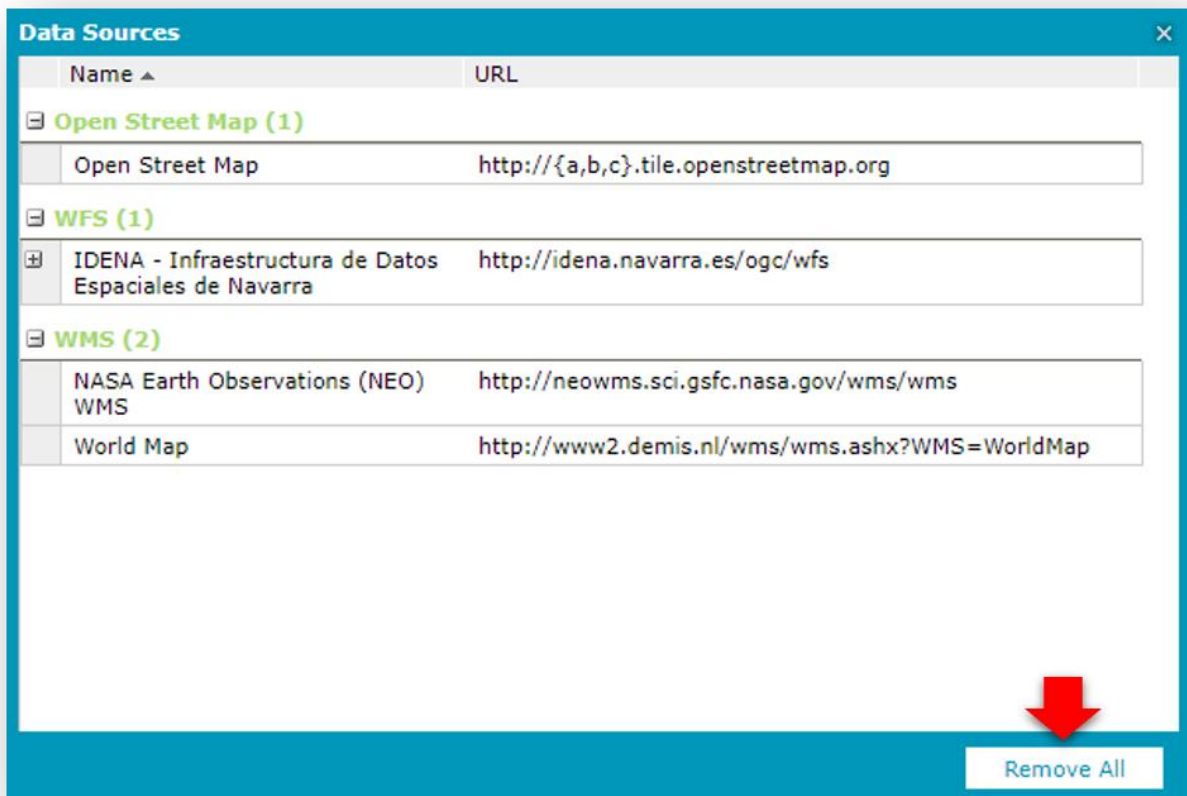 Data Sources
Name URL
Open Street Map (1)
Open Street Map http://{a,b,c}.tile.openstreetmap.org
WFS (1)
IDENA - Infraestructura de Datos http://idena.navarra.es/ogc/wfs
Espaciales de Navarra
WMS (2)
NASA Earth Observations (NEO) http://neowms.sci.gsfc.nasa.gov/wms/wms
WMS
World Map http://www2.demis.nl/wms/wms.ashx?WMS=WorldMap
Remove All